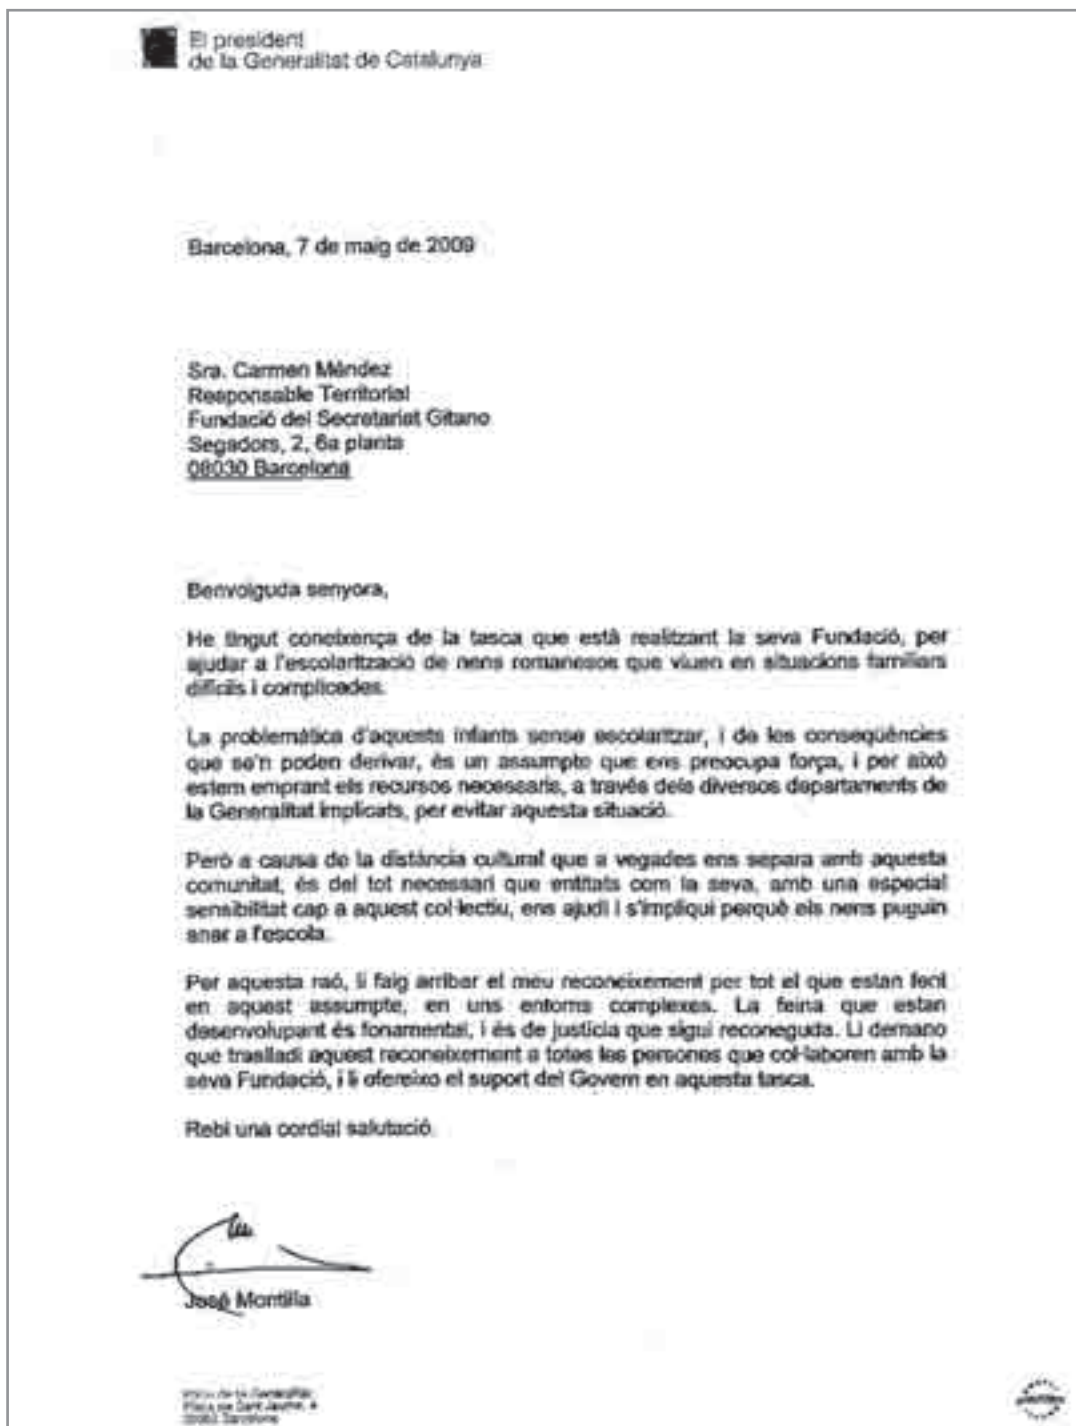 El president
de la Generalitat de Catalunya
Barcelona, 7 de maig de 2009
Sra. Carmen Méndez
Responsable Territorial
Fundació del Secretariat Gitano
Segadors, 2, 6a planta
08030 Barcelona
Benvolguda senyora,
He tingut coneixença de la tasca que està realitzant la seva Fundació, per
ajudar a l'escolarització de nens romanesos que viuen en situacions familiars
difícils i complicades.
La problemàtica d'aquests infants sense escolaritzar, i de les conseqüències
que se'n poden derivar, és un assumpte que ens preocupa força, i per això
estem emprant els recursos necessaris, a través dels diversos departaments de
la Generalitat implicats, per evitar aquesta situació.
Però a causa de la distància cultural que a vegades ens separa amb aquesta
comunitat, és del tot necessari que entitats com la seva, amb una especial
sensibilitat cap a aquest col·lectiu, ens ajudi i s'impliqui perquè els nens puguin
anar a l'escola.
Per aquesta raó, li faig arribar el meu reconeixement per tot el que estan fent
en aquest assumpte, en uns entorns complexes. La feina que estan
desenvolupant és fonamental, i és de justícia que sigui reconeguda. Li demano
que traslladi aquest reconeixement a totes les persones que col·laboren amb la
seva Fundació, i li ofereixo el suport del Govern en aquesta tasca.
Rebi una cordial salutació.
José Montilla
Palau de la Generalitat
Plaça de Sant Jaume, 4
Barcelona